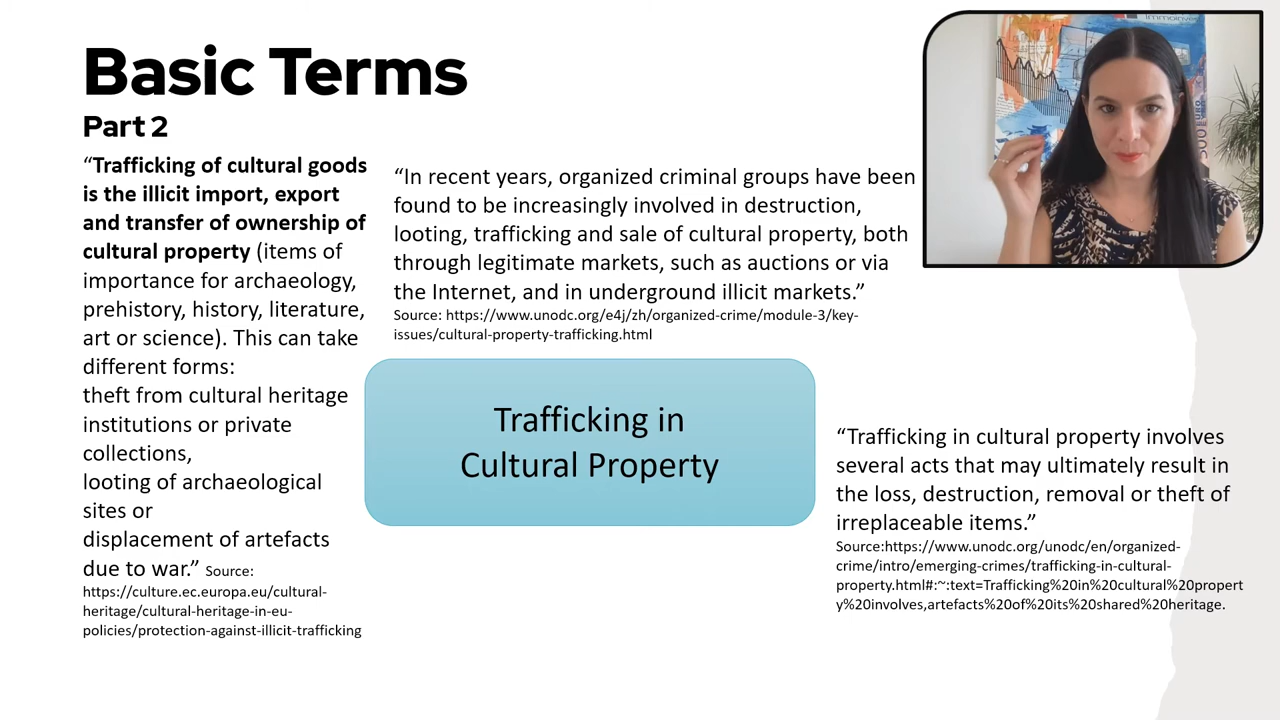 Basic Terms
Part 2
“Trafficking of cultural goods
is the illicit import, export
and transfer of ownership of
cultural property (items of
importance for archaeology,
prehistory, history, literature,
art or science). This can take
different forms:
theft from cultural heritage
institutions or private
collections,
looting of archaeological
sites or
displacement of artefacts
due to war.” Source:
https://culture.ec.europa.eu/cultural-
heritage/cultural-heritage-in-eu-
policies/protection-against-illicit-trafficking
“In recent years, organized criminal groups have been
found to be increasingly involved in destruction,
looting, trafficking and sale of cultural property, both
through legitimate markets, such as auctions or via
the Internet, and in underground illicit markets.”
Source: https://www.unodc.org/e4j/zh/organized-crime/module-3/key-
issues/cultural-property-trafficking.html
Trafficking in
Cultural Property
“Trafficking in cultural property involves
several acts that may ultimately result in
the loss, destruction, removal or theft of
irreplaceable items.”
Source:https://www.unodc.org/unodc/en/organized-
crime/intro/emerging-crimes/trafficking-in-cultural-
property.html#:~:text=Trafficking%20in%20cultural%20propert
y%20involves,artefacts%20of%20its%20shared%20heritage.